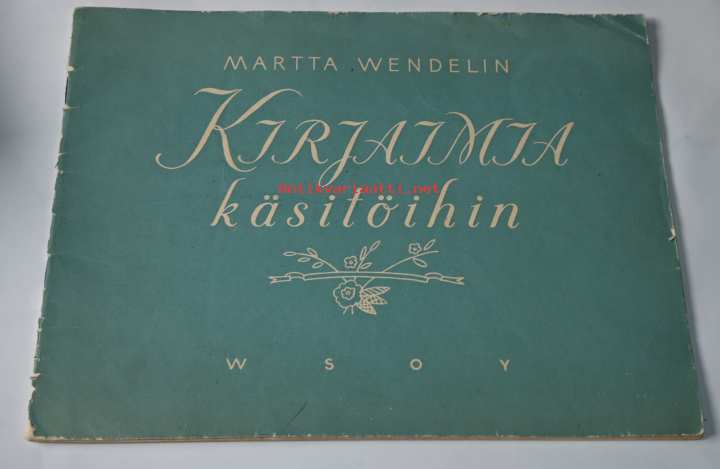 MARTTA WENDELIN
KIRJAIMIA
Antikvariaatti.net
käsitöihin
W S O Y